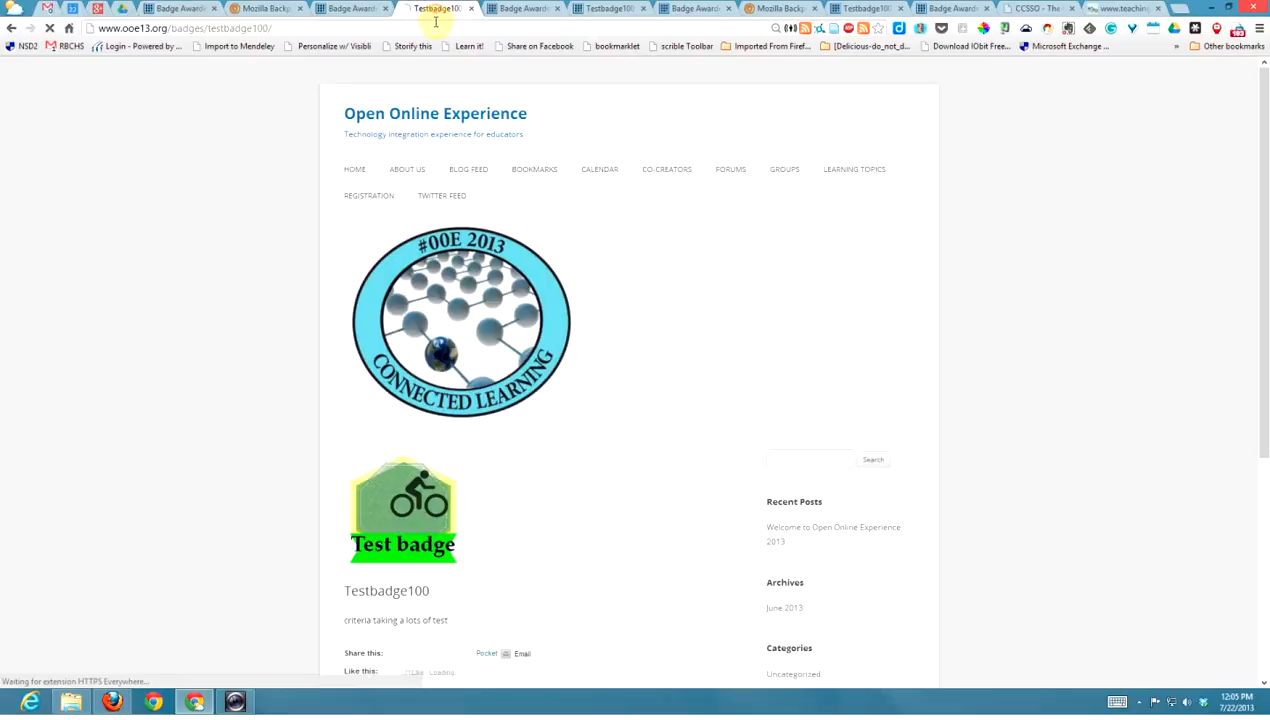 Badge Award
Mozilla Backp
Badge Award
Testbadge100
Badge Award
Testbadge100
Badge Award
Mozilla Backp
Testbadge100
Badge Award
CCSSO - The
www.teaching
www.ooe13.org/badges/testbadge100/
NSD2
RBCHS
Login - Powered by ...
Import to Mendeley
Personalize w/ Visibli
Storify this
Learn it!
Share on Facebook
bookmarklet
scrible Toolbar
Imported From Firef...
[Delicious-do_not_d...
Download IObit Free...
Microsoft Exchange ...
»
Other bookmarks
Open Online Experience
Technology integration experience for educators
HOME ABOUT US BLOG FEED BOOKMARKS CALENDAR CO-CREATORS FORUMS GROUPS LEARNING TOPICS
REGISTRATION TWITTER FEED
#OOE 2013
CONNECTED LEARNING
Test badge
Search
Recent Posts
Welcome to Open Online Experience
2013
Testbadge100
Archives
criteria taking a lots of test
June 2013
Share this: Pocket Email
Categories
Like this: Like Loading
Uncategorized
Waiting for extension HTTPS Everywhere...
12:05 PM
7/22/2013